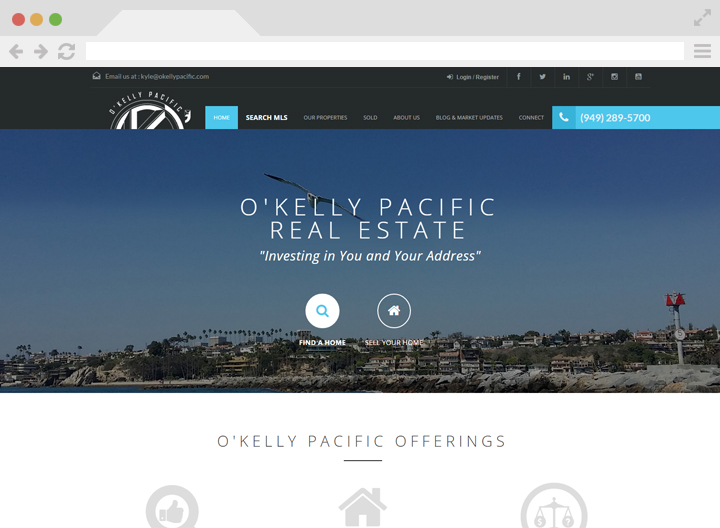 Email us at : kyle@okellypacific.com
Login / Register
O'KELLY PACIFIC
HOME
SEARCH MLS
OUR PROPERTIES
SOLD
ABOUT US
BLOG & MARKET UPDATES
CONNECT
(949) 289-5700
O'KELLY PACIFIC
REAL ESTATE
"Investing in You and Your Address"
FIND A HOME
SELL YOUR HOME
O'KELLY PACIFIC OFFERINGS